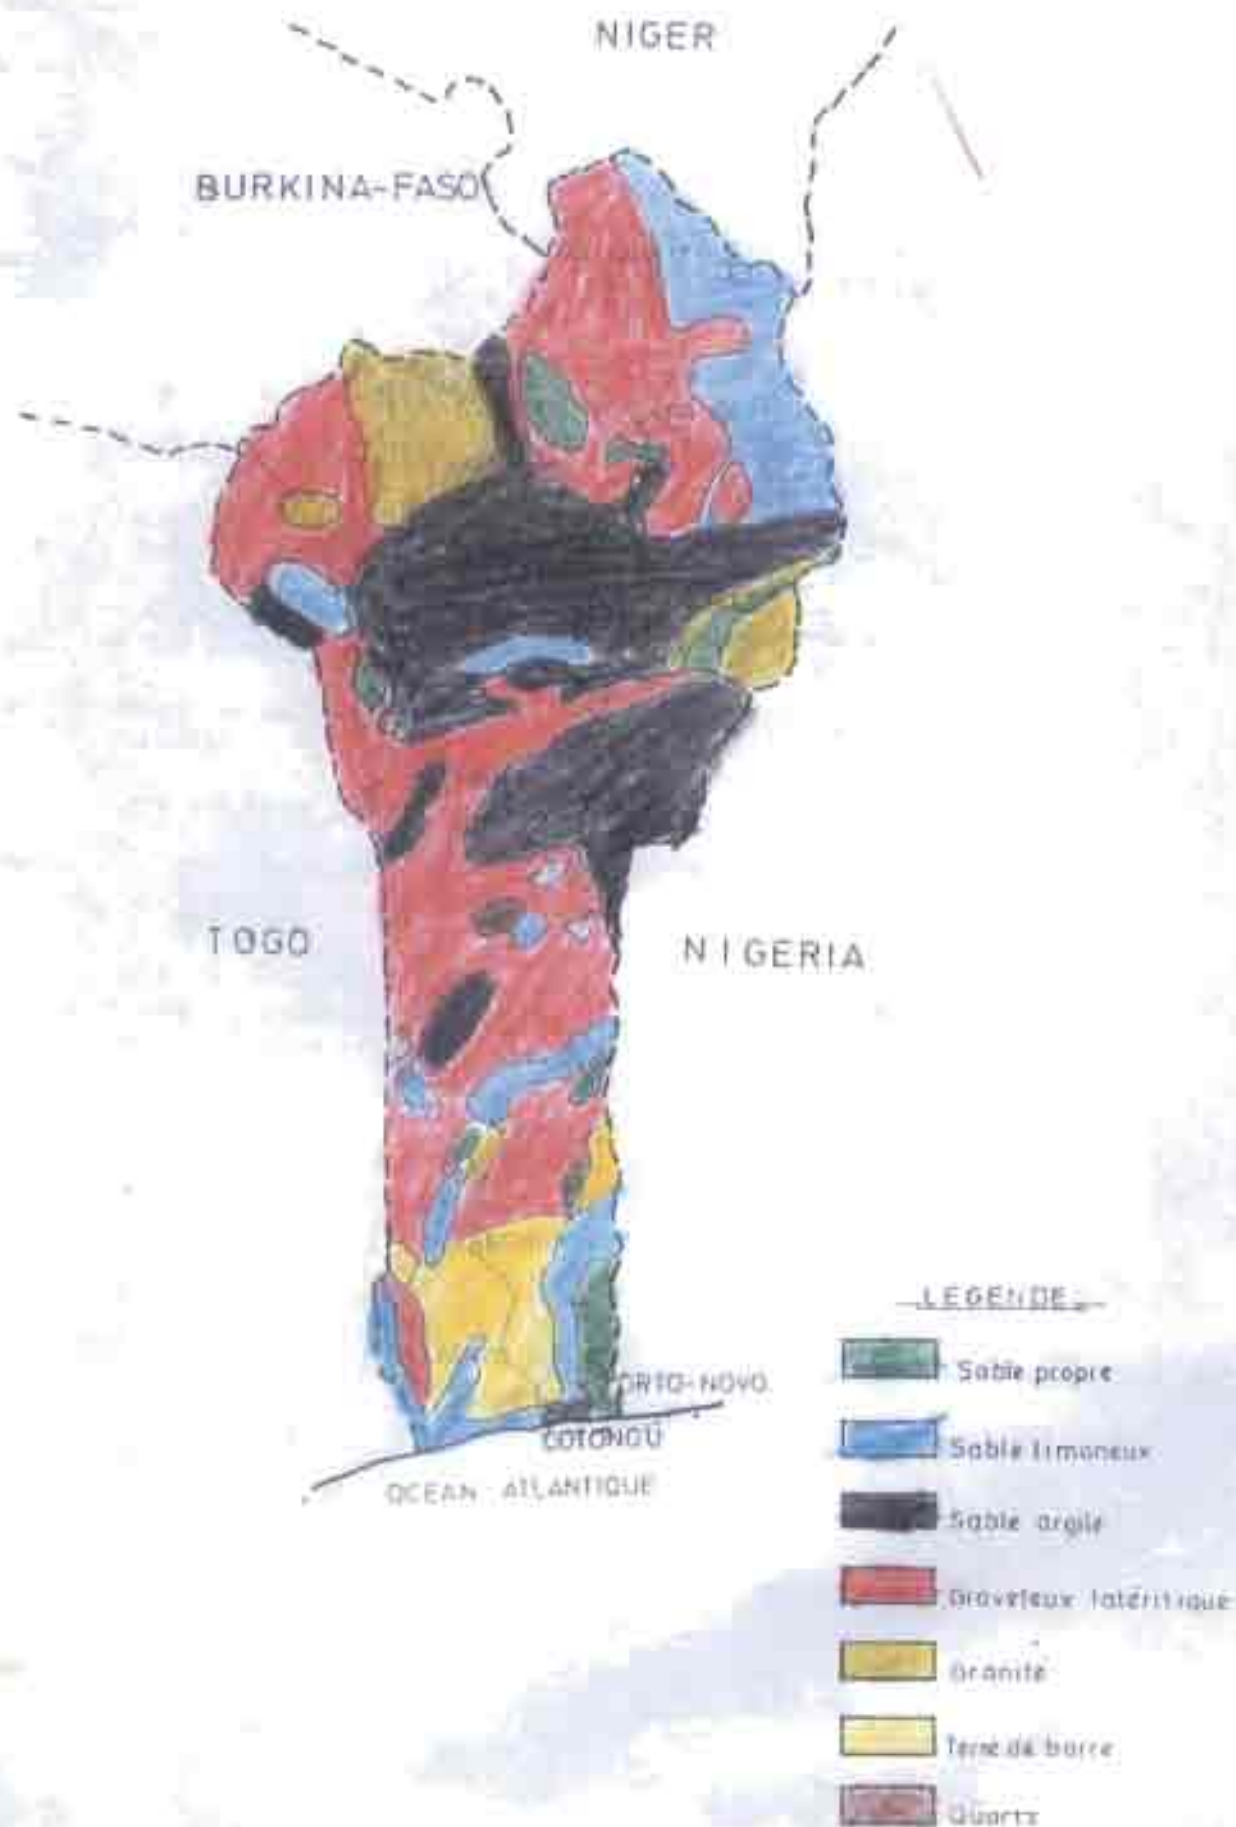 NIGER
BURKINA-FASO
TOGO
NIGERIA
PORTO-NOVO
COTONOU
OCEAN ATLANTIQUE
LEGENDE:
Sable propre
Sable limoneux
Sable argile
Graveleux latéritique
Granite
Terre de barre
Quartz